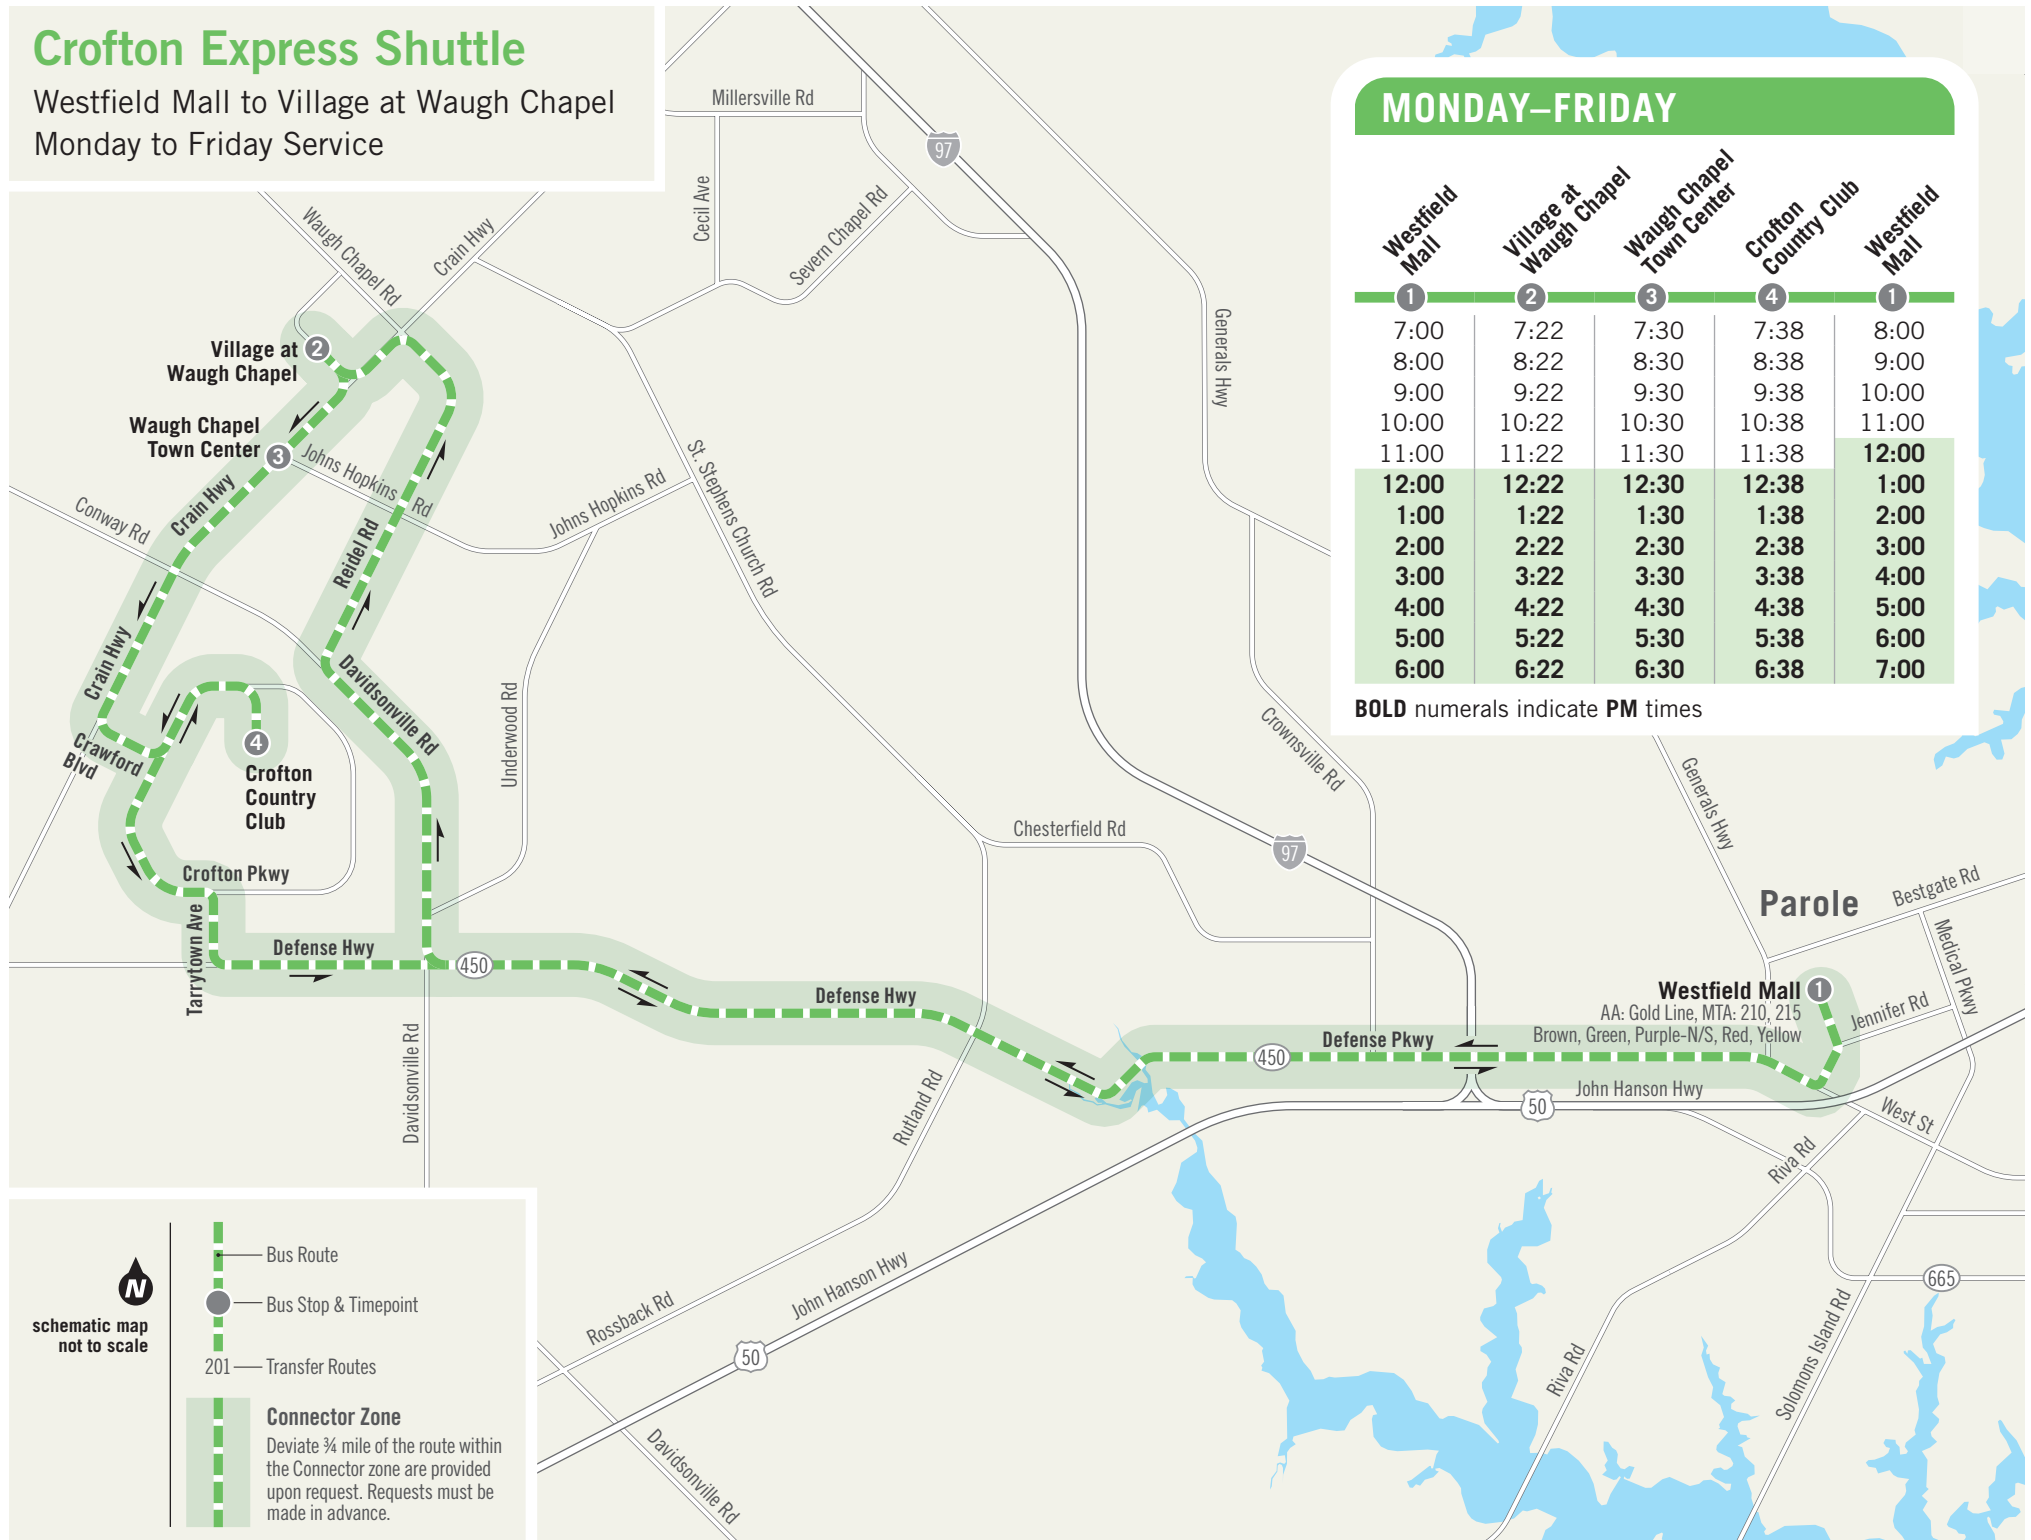 Crofton Express Shuttle
Westfield Mall to Village at Waugh Chapel
Monday to Friday Service
MONDAY–FRIDAY
Westfield
Mall
Village at
Waugh Chapel
Waugh Chapel
Town Center
Crofton
Country Club
Westfield
Mall
1 2 3 4 1
7:00 7:22 7:30 7:38 8:00
8:00 8:22 8:30 8:38 9:00
9:00 9:22 9:30 9:38 10:00
10:00 10:22 10:30 10:38 11:00
11:00 11:22 11:30 11:38 12:00
12:00 12:22 12:30 12:38 1:00
1:00 1:22 1:30 1:38 2:00
2:00 2:22 2:30 2:38 3:00
3:00 3:22 3:30 3:38 4:00
4:00 4:22 4:30 4:38 5:00
5:00 5:22 5:30 5:38 6:00
6:00 6:22 6:30 6:38 7:00
BOLD numerals indicate PM times
Millersville Rd
97
Cecil Ave
Severn Chapel Rd
Waugh Chapel Rd
Crain Hwy
Generals Hwy
Village at
Waugh Chapel
2
Waugh Chapel
Town Center
3
Johns Hopkins Rd
Johns Hopkins Rd
St. Stephens Church Rd
Crain Hwy
Conway Rd
Reidel Rd
Crain Hwy
Davidsonville Rd
Underwood Rd
Crawford
Blvd
4
Crofton
Country
Club
Crownsville Rd
Generals Hwy
Chesterfield Rd
97
Crofton Pkwy
Tarrytown Ave
Defense Hwy
450
Defense Hwy
Parole
Bestgate Rd
Medical Pkwy
Westfield Mall
1
AA: Gold Line, MTA: 210, 215
Brown, Green, Purple-N/S, Red, Yellow
Jennifer Rd
Defense Pkwy
450
Davidsonville Rd
Rutland Rd
John Hanson Hwy
50
West St
Riva Rd
665
John Hanson Hwy
Rossback Rd
50
Riva Rd
Solomons Island Rd
Davidsonville Rd
N
schematic map
not to scale
Bus Route
Bus Stop & Timepoint
201
Transfer Routes
Connector Zone
Deviate ¾ mile of the route within
the Connector zone are provided
upon request. Requests must be
made in advance.